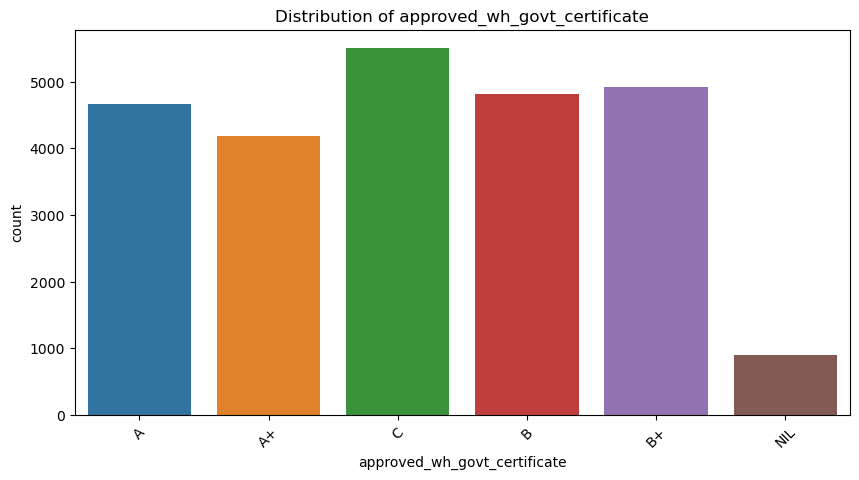 Distribution of approved_wh_govt_certificate
count
5000
4000
3000
2000
1000
0
A
A+
C
B
B+
NIL
approved_wh_govt_certificate